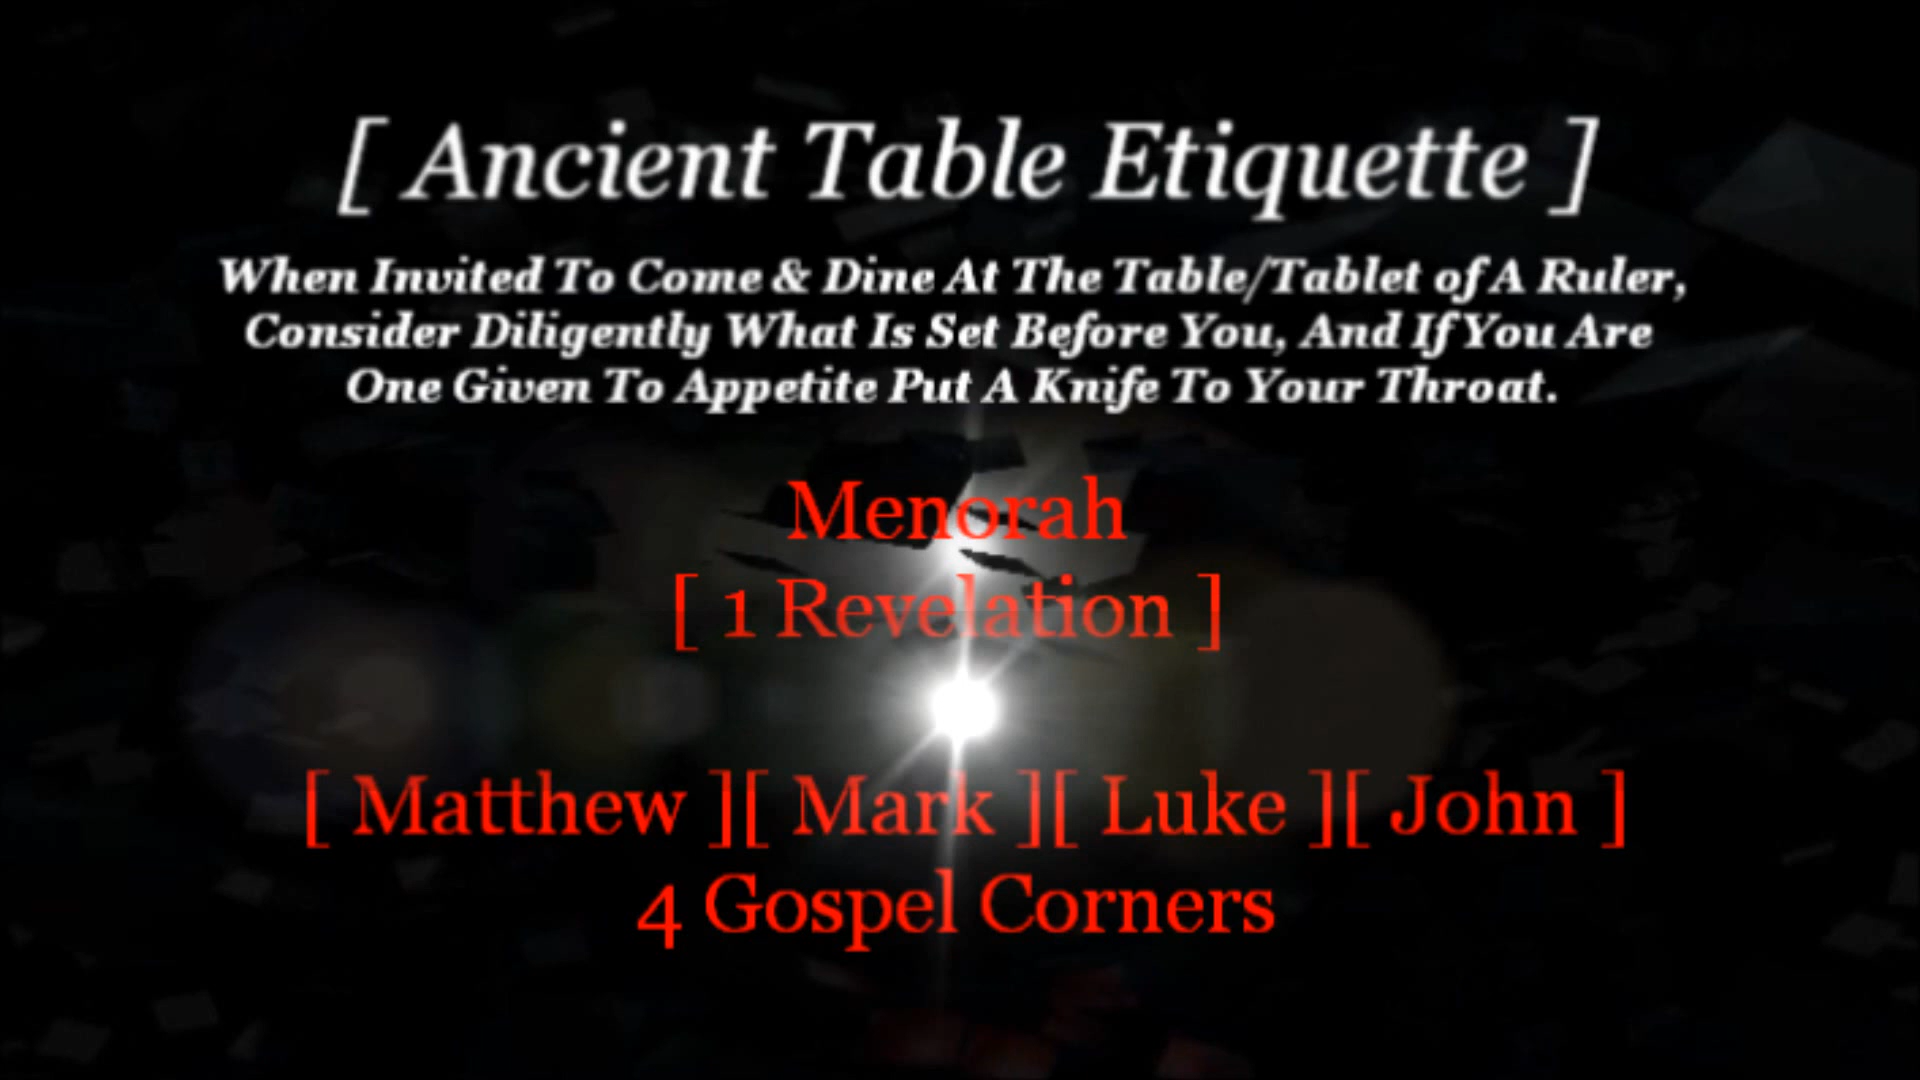 [ Ancient Table Etiquette ]
When Invited To Come & Dine At The Table/Tablet of A Ruler,
Consider Diligently What Is Set Before You, And If You Are
One Given To Appetite Put A Knife To Your Throat.
Menorah
[ 1 Revelation ]
[ Matthew ][ Mark ][ Luke ][ John ]
4 Gospel Corners